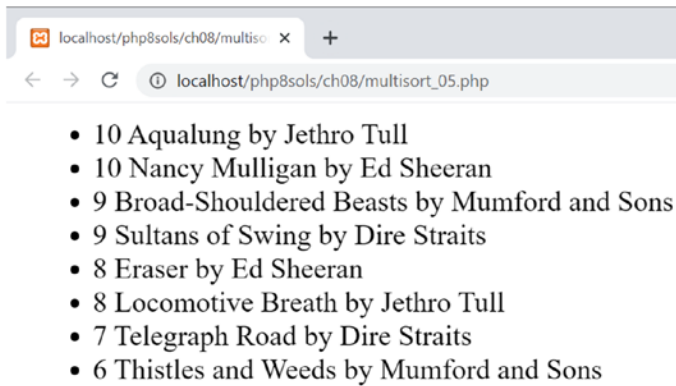 localhost/php8sols/ch08/multiso
localhost/php8sols/ch08/multisort_05.php
• 10 Aqualung by Jethro Tull
• 10 Nancy Mulligan by Ed Sheeran
• 9 Broad-Shouldered Beasts by Mumford and Sons
• 9 Sultans of Swing by Dire Straits
• 8 Eraser by Ed Sheeran
• 8 Locomotive Breath by Jethro Tull
• 7 Telegraph Road by Dire Straits
• 6 Thistles and Weeds by Mumford and Sons